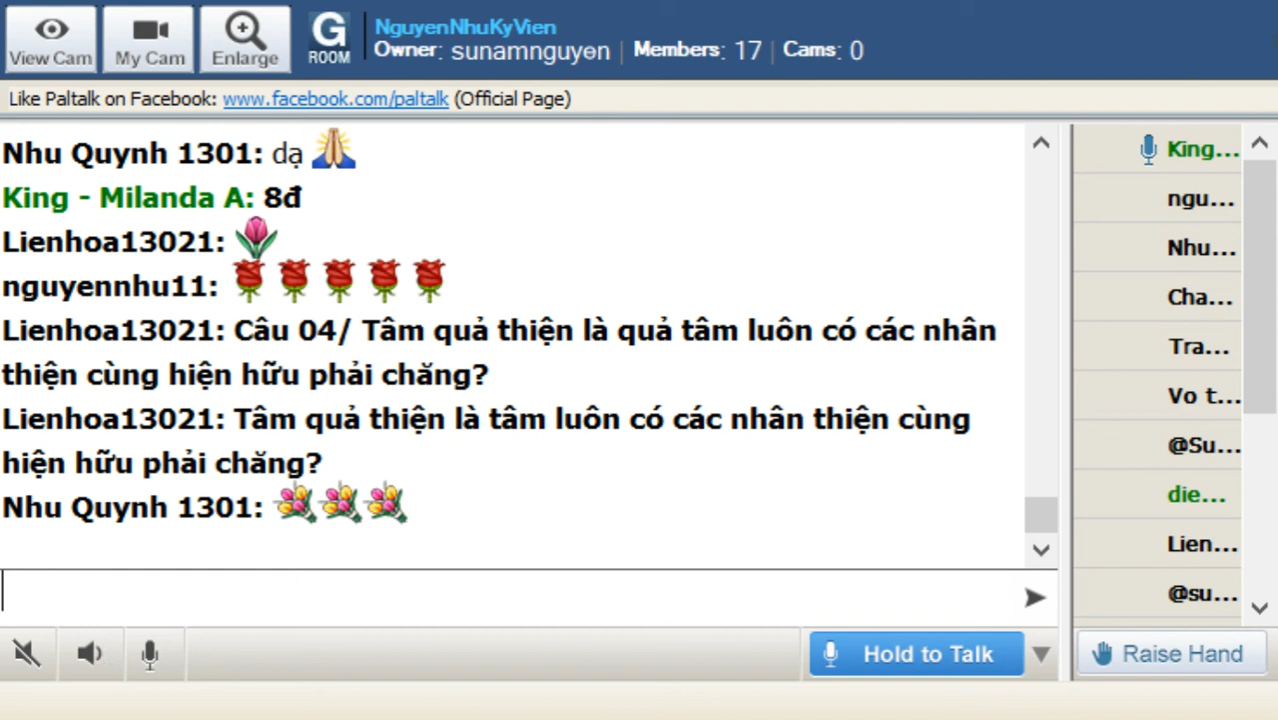 NguyenNhuKyVien
View Cam
My Cam
Enlarge
G
ROOM
Owner: sunamnguyen | Members: 17 | Cams: 0
Like Paltalk on Facebook: www.facebook.com/paltalk (Official Page)
Nhu Quynh 1301: dạ
King - Milanda A: 8đ
Lienhoa13021:
nguyennhu11:
Lienhoa13021: Câu 04/ Tâm quả thiện là quả tâm luôn có các nhân
thiện cùng hiện hữu phải chăng?
Lienhoa13021: Tâm quả thiện là tâm luôn có các nhân thiện cùng
hiện hữu phải chăng?
Nhu Quynh 1301:
King...
ngu...
Nhu...
Cha...
Tra...
Vo t...
@Su...
die...
Lien...
@su...
Hold to Talk
Raise Hand